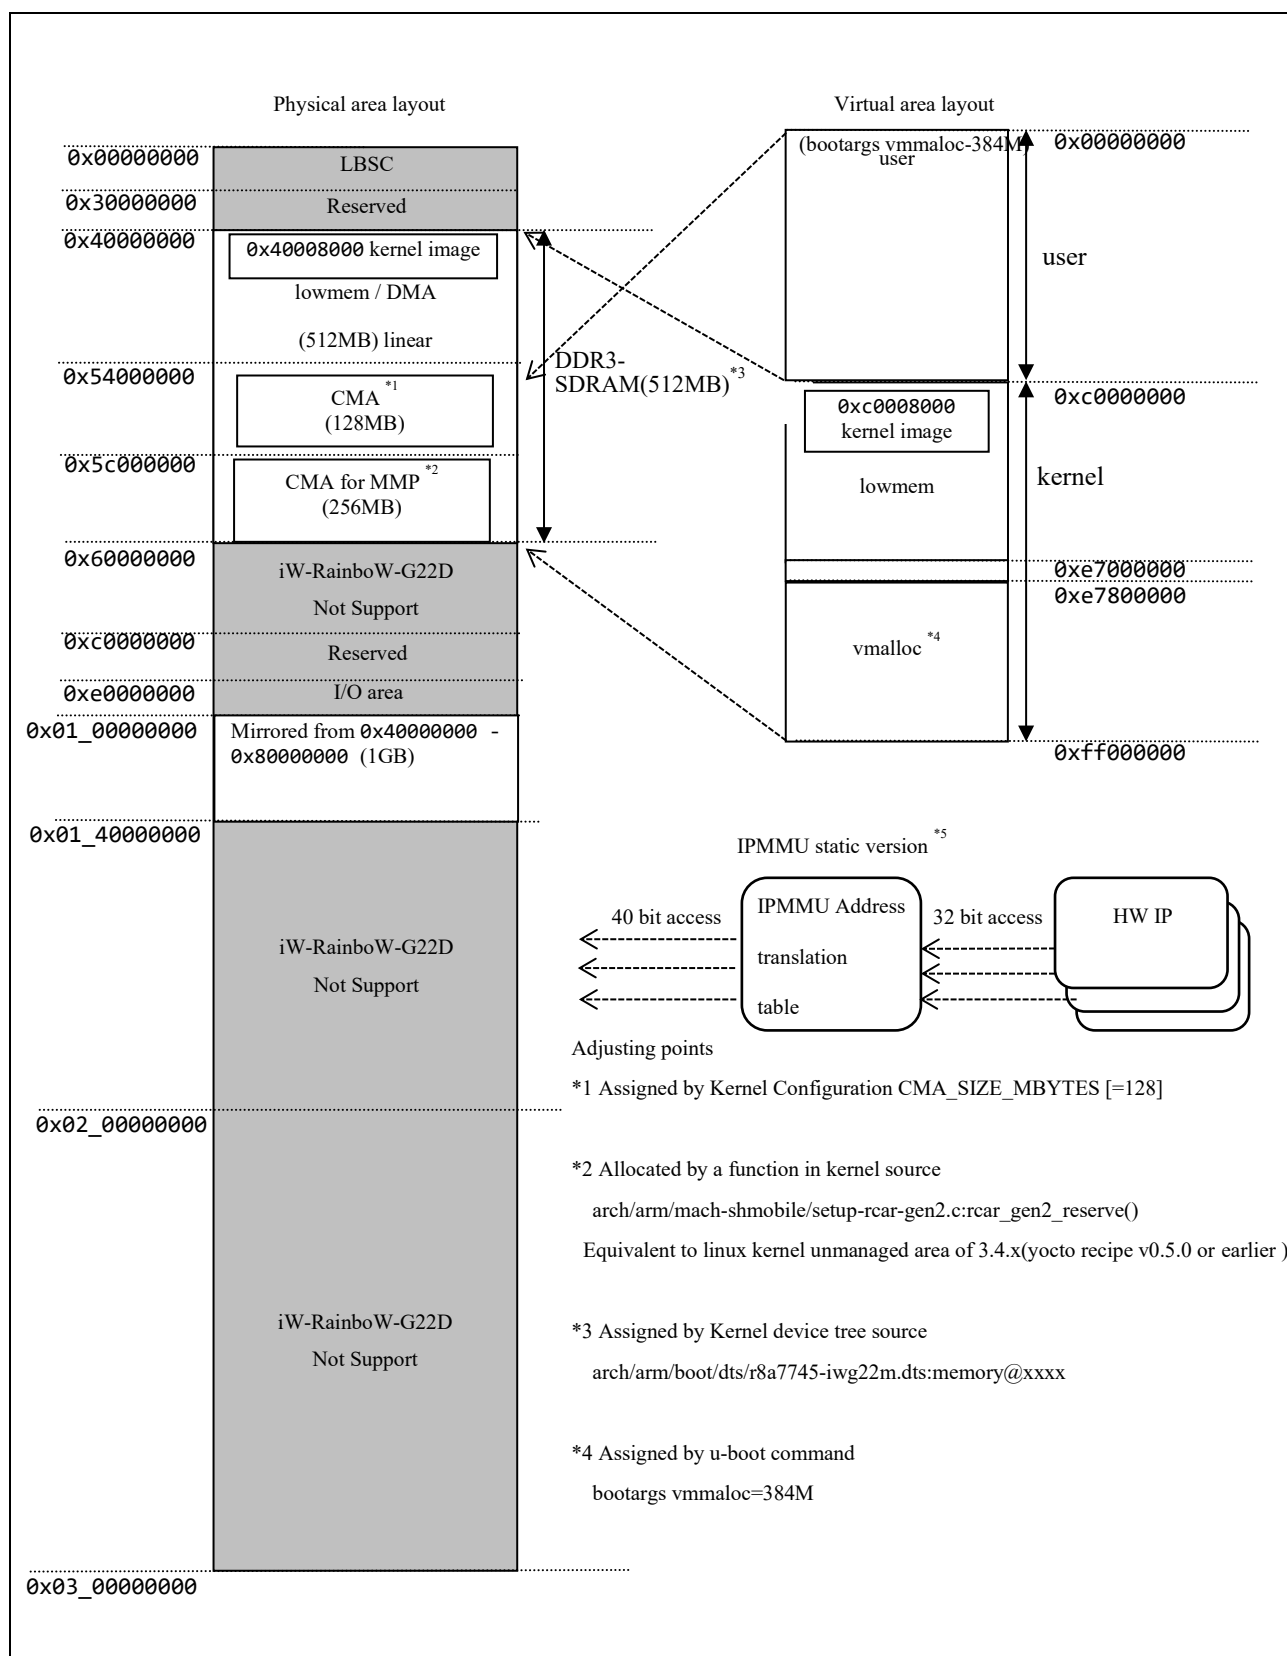 Physical area layout
0x00000000
LBSC
0x30000000
Reserved
0x40000000
0x40008000 kernel image
lowmem / DMA
(512MB) linear
0x54000000
CMA *1
(128MB)
0x5c000000
CMA for MMP *2
(256MB)
DDR3-
SDRAM(512MB)*3
0x60000000
iW-RainboW-G22D
Not Support
0xc0000000
Reserved
0xe0000000
I/O area
0x01_00000000
Mirrored from 0x40000000 -
0x80000000 (1GB)
0x01_40000000
iW-RainboW-G22D
Not Support
0x02_00000000
iW-RainboW-G22D
Not Support
0x03_00000000
Virtual area layout
(bootargs vmmaloc-384M)
user
0x00000000
user
0xc0000000
0xc0008000
kernel image
kernel
lowmem
0xe7000000
0xe7800000
vmalloc *4
0xff000000
IPMMU static version *5
40 bit access
IPMMU Address
translation
table
32 bit access
HW IP
Adjusting points
*1 Assigned by Kernel Configuration CMA_SIZE_MBYTES [=128]
*2 Allocated by a function in kernel source
arch/arm/mach-shmobile/setup-rcar-gen2.c:rcar_gen2_reserve()
Equivalent to linux kernel unmanaged area of 3.4.x(yocto recipe v0.5.0 or earlier )
*3 Assigned by Kernel device tree source
arch/arm/boot/dts/r8a7745-iwg22m.dts:memory@xxxx
*4 Assigned by u-boot command
bootargs vmmaloc=384M